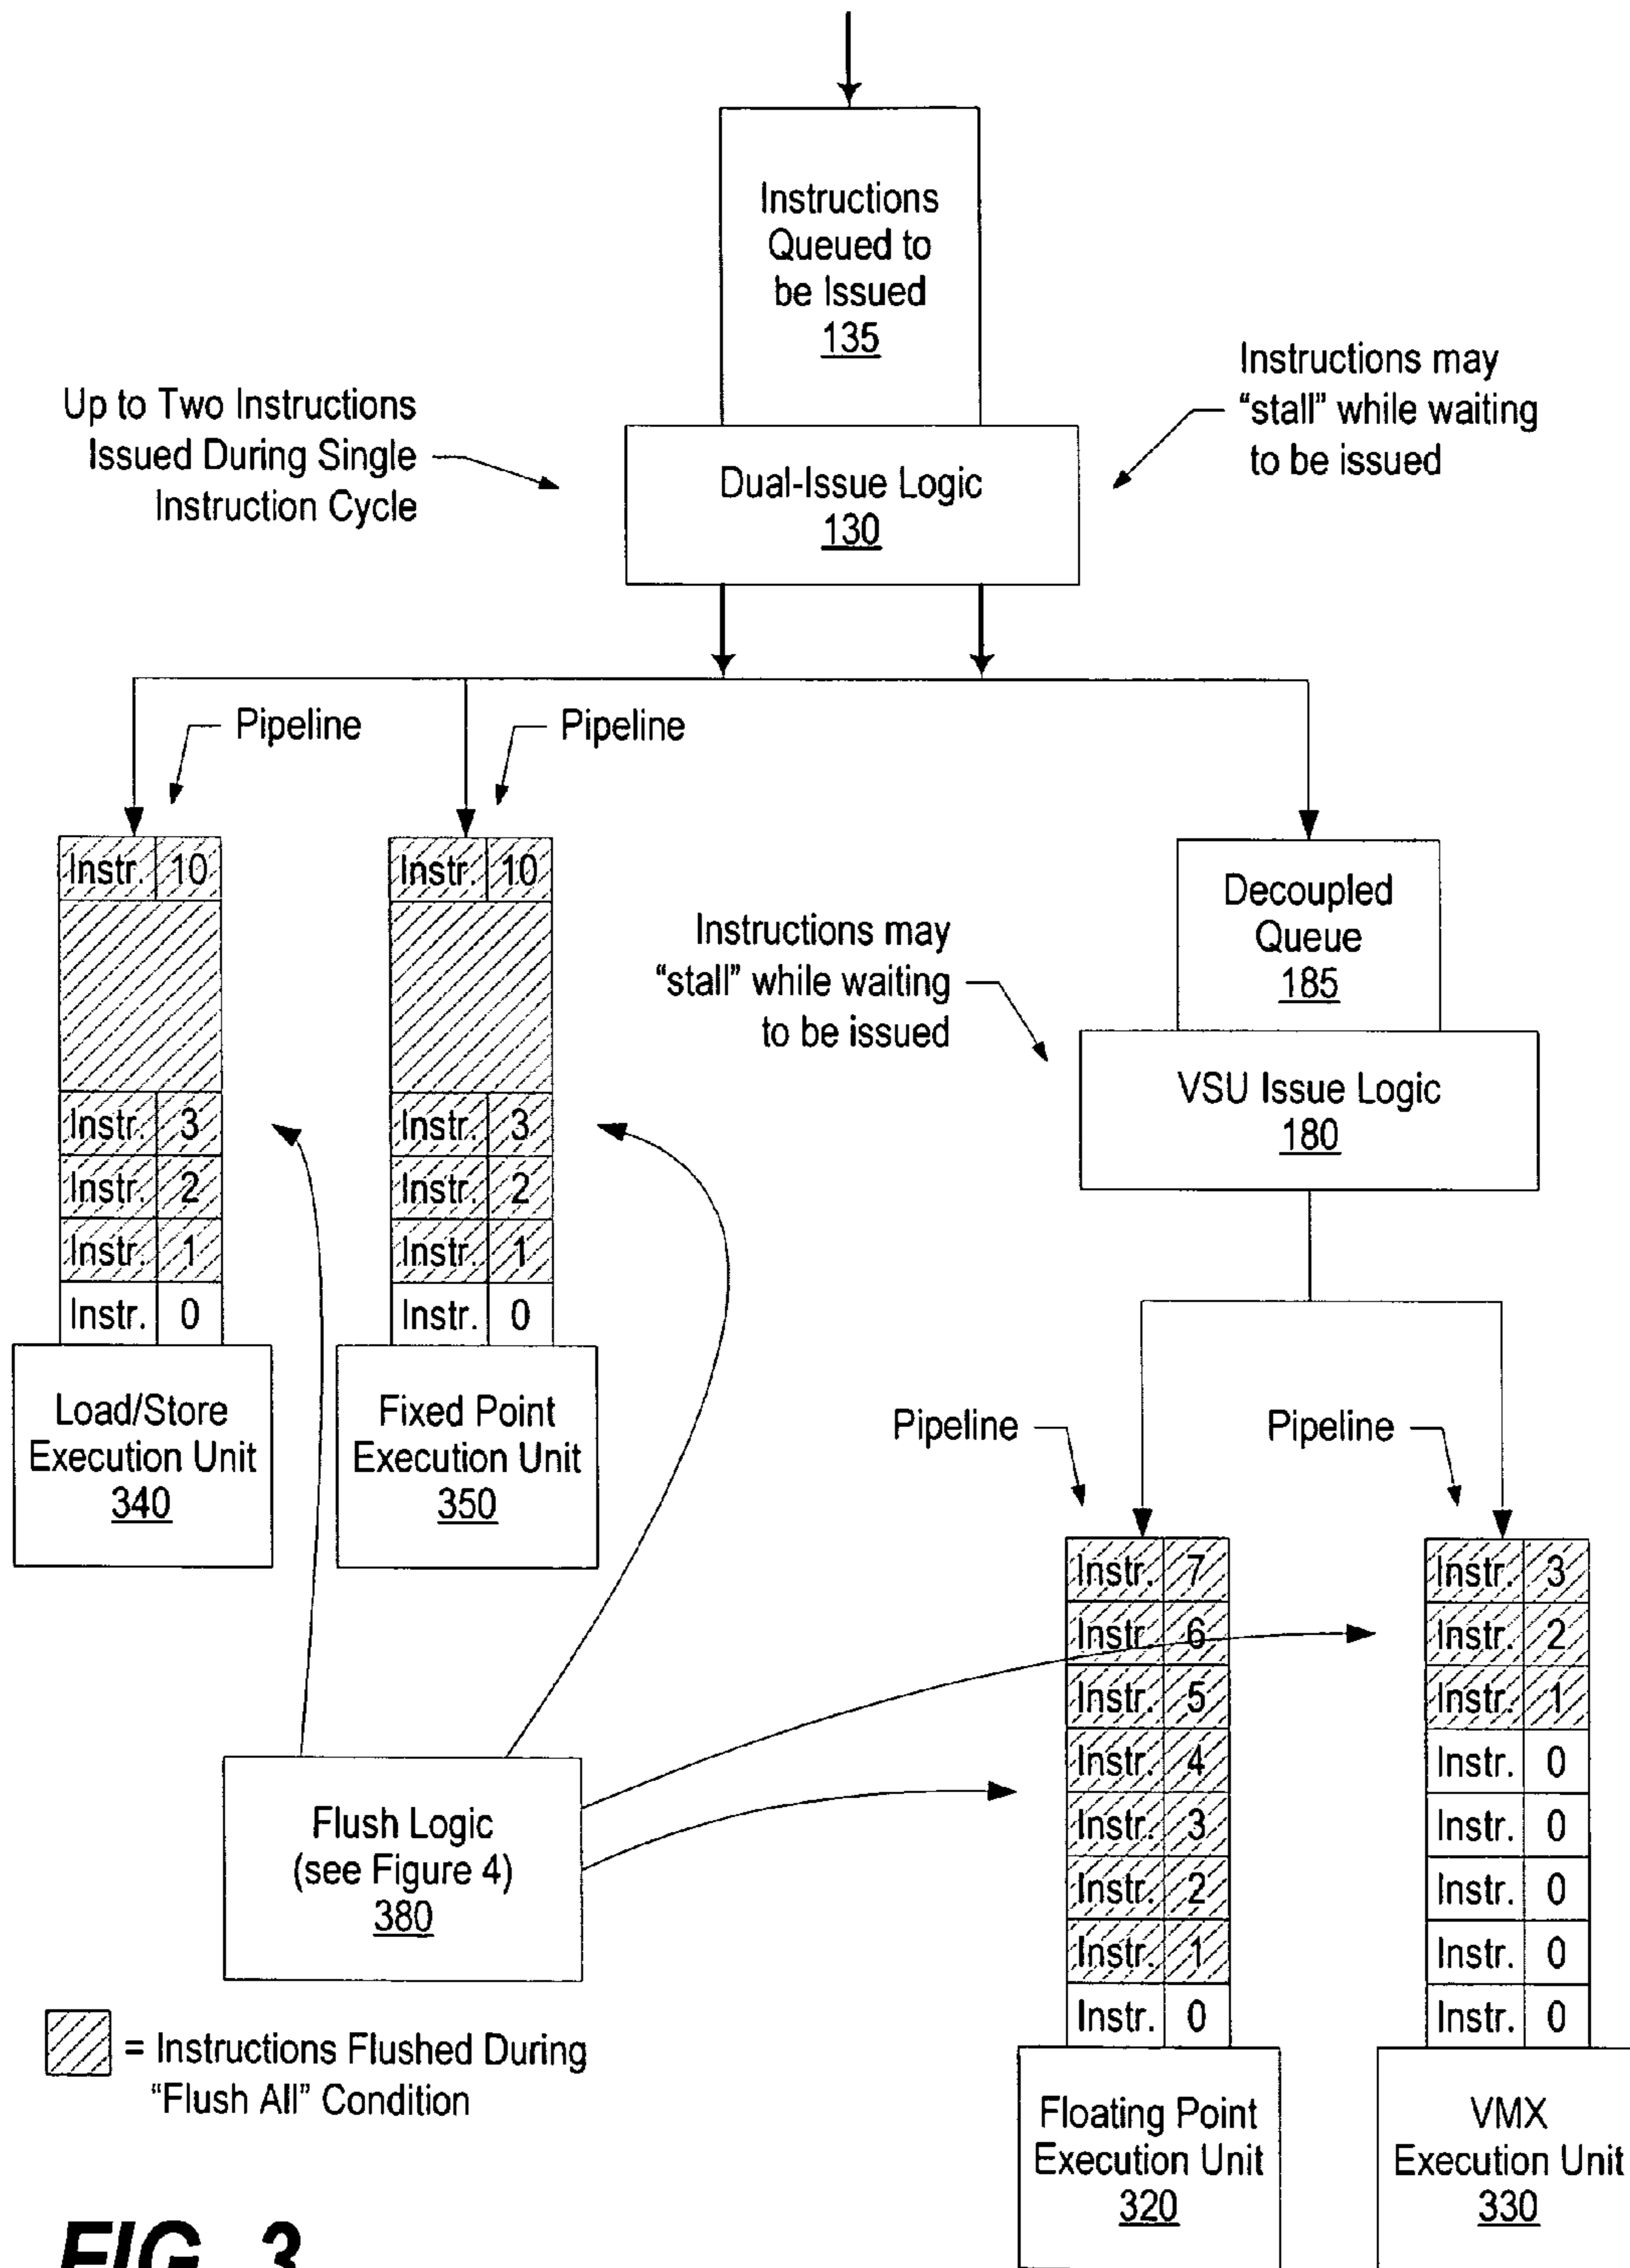 Instructions
Queued to
be Issued
135
Up to Two Instructions
Issued During Single
Instruction Cycle
Instructions may
“stall” while waiting
to be issued
Dual-Issue Logic
130
Pipeline
Pipeline
Instr. 10
Instr. 3
Instr. 2
Instr. 1
Instr. 0
Load/Store
Execution Unit
340
Instr. 10
Instr. 3
Instr. 2
Instr. 1
Instr. 0
Fixed Point
Execution Unit
350
Decoupled
Queue
185
Instructions may
“stall” while waiting
to be issued
VSU Issue Logic
180
Pipeline
Pipeline
Instr. 7
Instr. 6
Instr. 5
Instr. 4
Instr. 3
Instr. 2
Instr. 1
Instr. 0
Floating Point
Execution Unit
320
Instr. 3
Instr. 2
Instr. 1
Instr. 0
Instr. 0
Instr. 0
Instr. 0
Instr. 0
VMX
Execution Unit
330
Flush Logic
(see Figure 4)
380
= Instructions Flushed During
“Flush All” Condition
FIG. 3